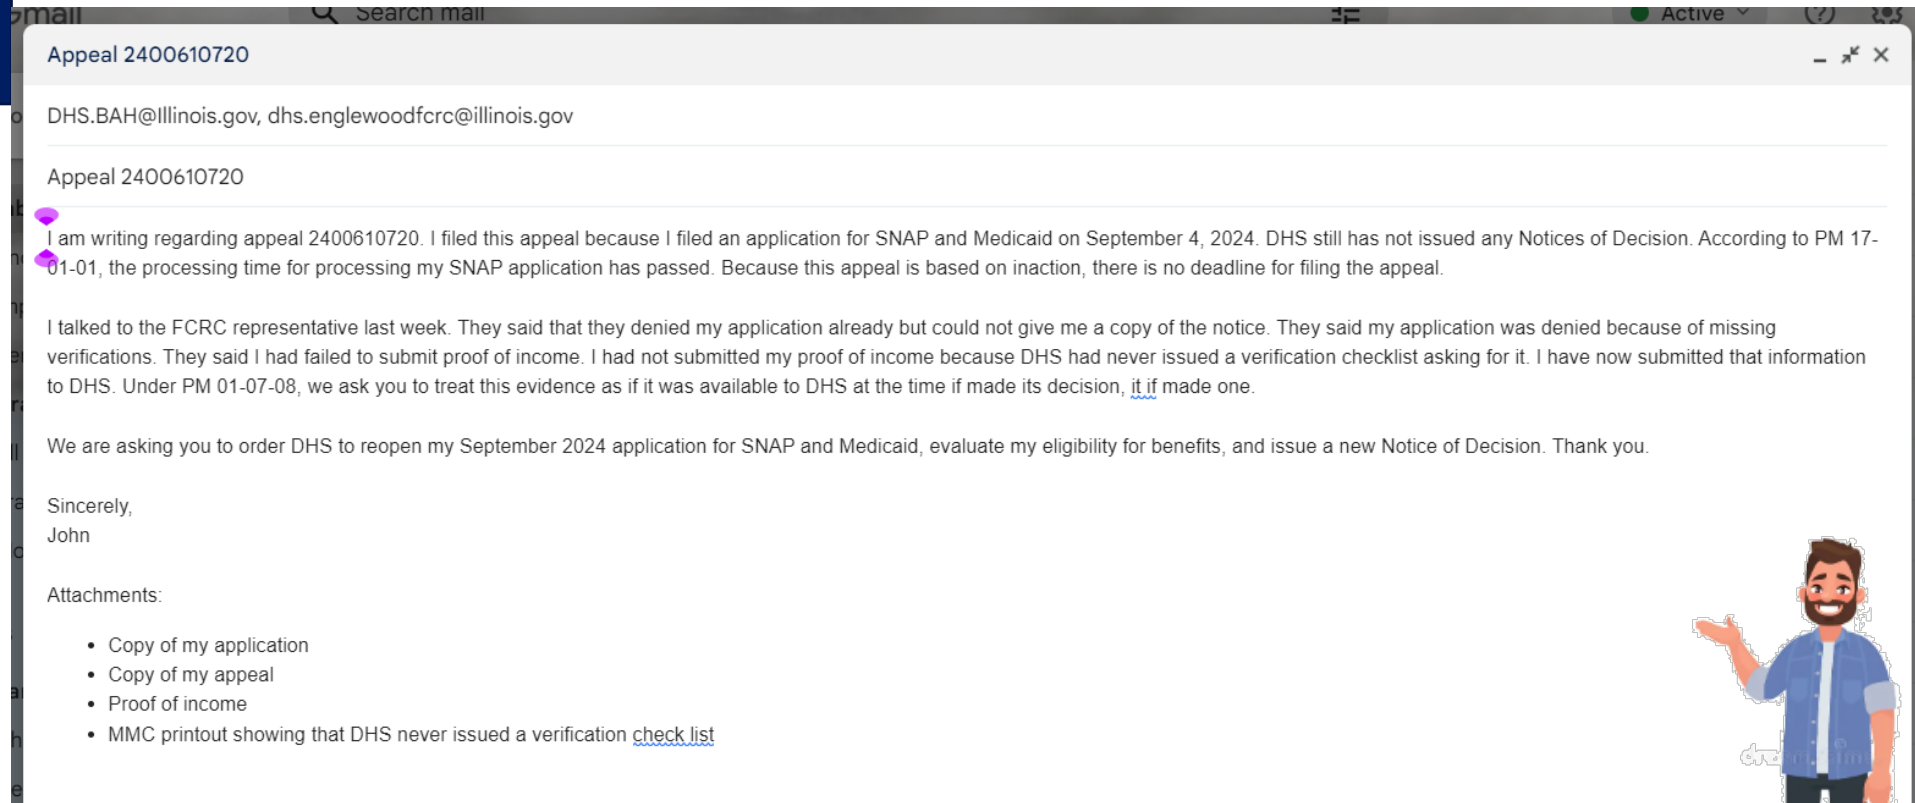 Gmail
Search mail
Active
Appeal 2400610720
DHS.BAH@Illinois.gov, dhs.englewoodfcrc@illinois.gov
Appeal 2400610720
I am writing regarding appeal 2400610720. I filed this appeal because I filed an application for SNAP and Medicaid on September 4, 2024. DHS still has not issued any Notices of Decision. According to PM 17-
01-01, the processing time for processing my SNAP application has passed. Because this appeal is based on inaction, there is no deadline for filing the appeal.
I talked to the FCRC representative last week. They said that they denied my application already but could not give me a copy of the notice. They said my application was denied because of missing
verifications. They said I had failed to submit proof of income. I had not submitted my proof of income because DHS had never issued a verification checklist asking for it. I have now submitted that information
to DHS. Under PM 01-07-08, we ask you to treat this evidence as if it was available to DHS at the time if made its decision, it if made one.
We are asking you to order DHS to reopen my September 2024 application for SNAP and Medicaid, evaluate my eligibility for benefits, and issue a new Notice of Decision. Thank you.
Sincerely,
John
Attachments:
• Copy of my application
• Copy of my appeal
• Proof of income
• MMC printout showing that DHS never issued a verification check list